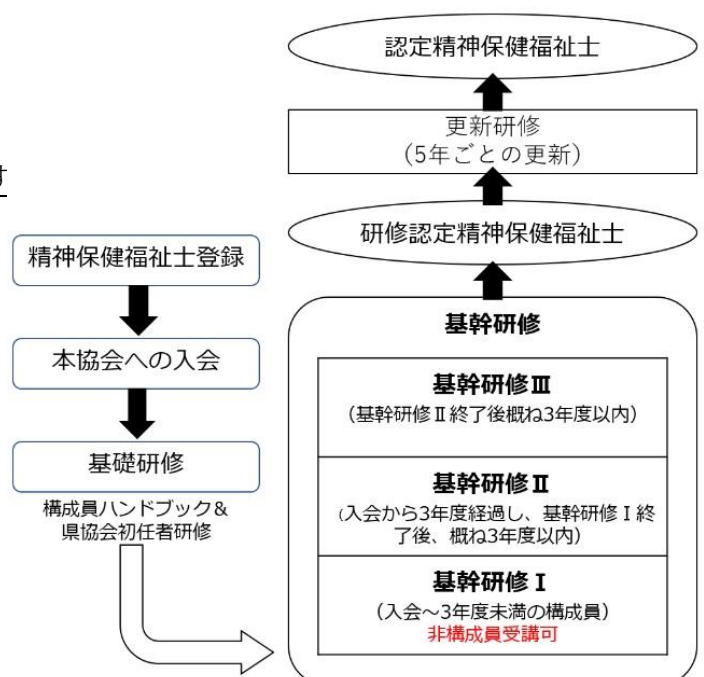 す
精神保健福祉士登録
本協会への入会
基礎研修
構成員ハンドブック&
県協会初任者研修
認定精神保健福祉士
更新研修
(5年ごとの更新)
研修認定精神保健福祉士
基幹研修
基幹研修Ⅲ
(基幹研修Ⅱ終了後概ね3年度以内)
基幹研修Ⅱ
(入会から3年度経過し、基幹研修Ⅰ終
了後、概ね3年度以内)
基幹研修Ⅰ
(入会～3年度未満の構成員)
非構成員受講可